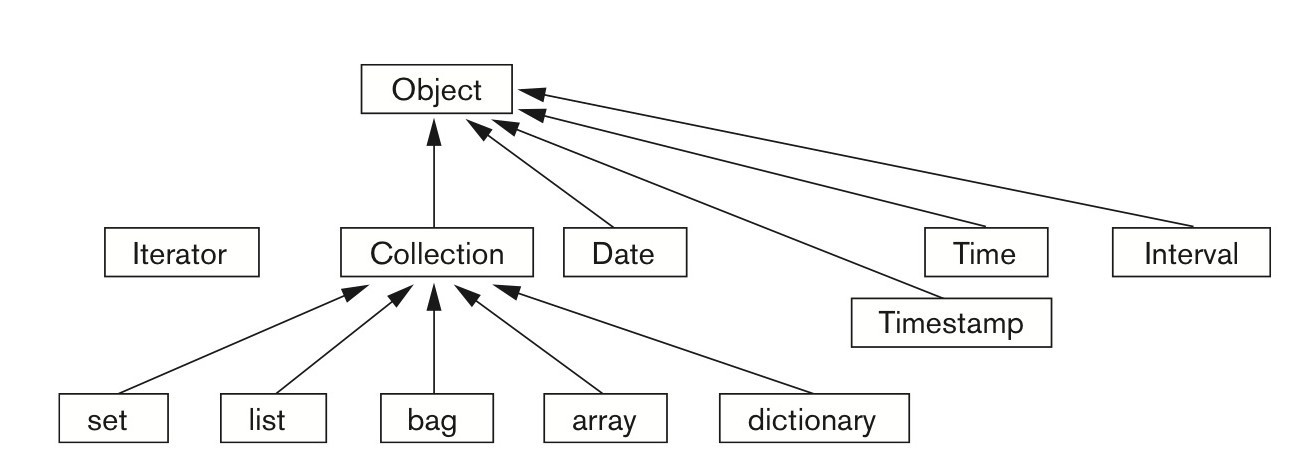 Object
Iterator
Collection
Date
Time
Interval
Timestamp
set
list
bag
array
dictionary